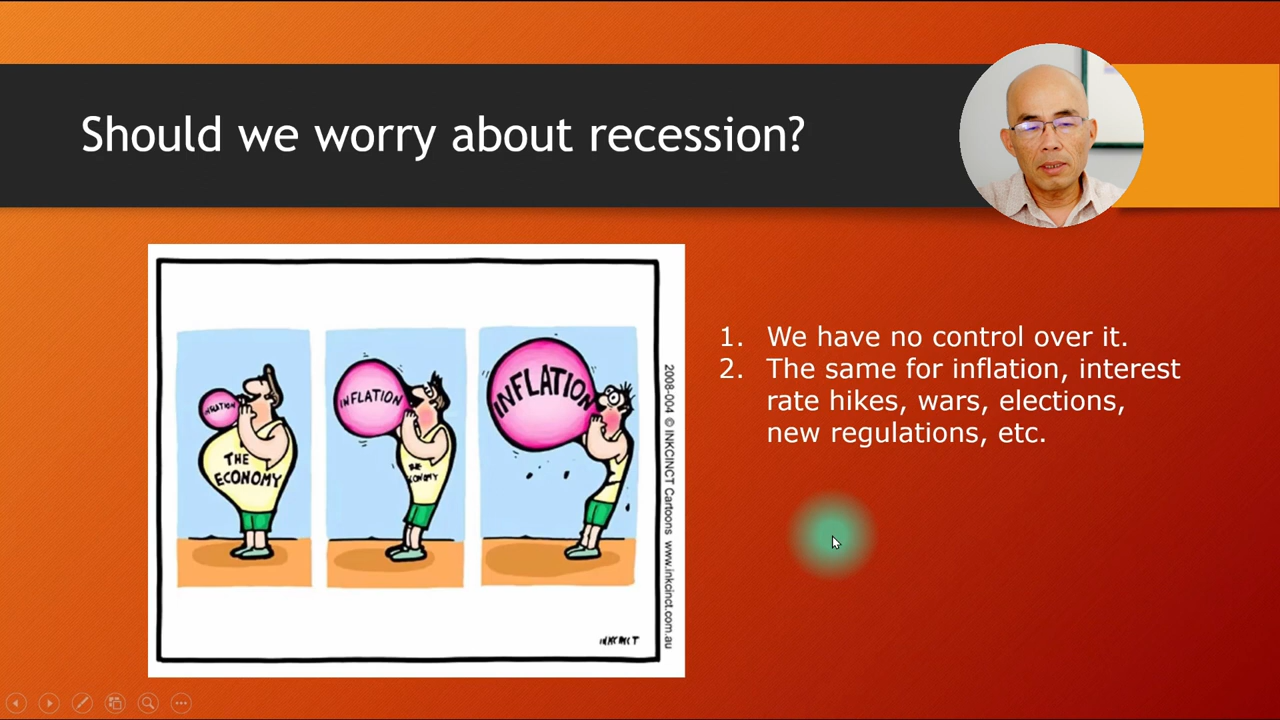 Should we worry about recession?
INFLATION
THE
ECONOMY
INFLATION
THE
INFLATION
2008-004 © INKCINCT Cartoons www.inkcinct.com.au
INKCINCT
1. We have no control over it.
2. The same for inflation, interest
rate hikes, wars, elections,
new regulations, etc.